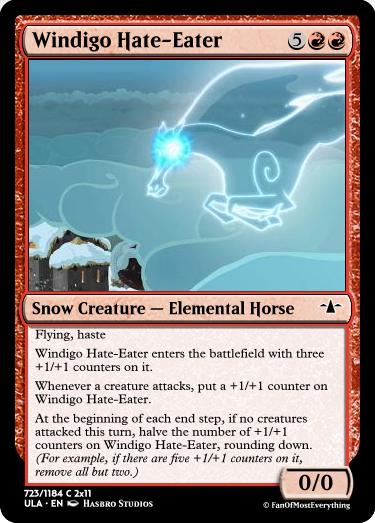 Windigo Hate-Eater 5
Snow Creature — Elemental Horse
Flying, haste
Windigo Hate-Eater enters the battlefield with three
+1/+1 counters on it.
Whenever a creature attacks, put a +1/+1 counter on
Windigo Hate-Eater.
At the beginning of each end step, if no creatures
attacked this turn, halve the number of +1/+1
counters on Windigo Hate-Eater, rounding down.
(For example, if there are five +1/+1 counters on it,
remove all but two.)
0/0
723/1184 C 2x11
ULA • EN Hasbro Studios
© FanOfMostEverything